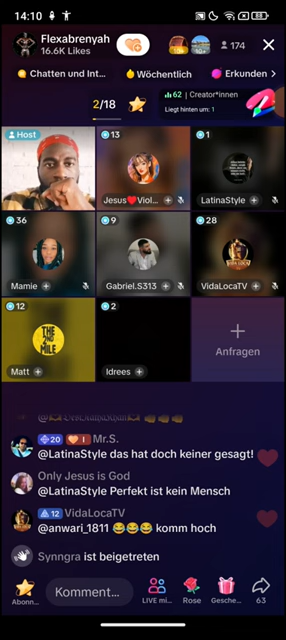 14:10
58
Flexabrenyah
16.6K Likes
174
Chatten und Int...
Wöchentlich
Erkunden >
2/18
62 | Creator*innen
Liegt hinten um: 1
Host
13
Jesus❤️Viol...
1
LatinaStyle
36
Mamie
9
Gabriel.S313
28
VidaLocaTV
12
THE 2ND MILE
Matt
2
Idrees
+
Anfragen
20 1 Mr.S.
@LatinaStyle das hat doch keiner gesagt!
Only Jesus is God
@LatinaStyle Perfekt ist kein Mensch
12 VidaLocaTV
@anwari_1811 😂😂😂 komm hoch
Synngra ist beigetreten
Abonn...
Komment...
LIVE mi...
Rose
Gesche...
63